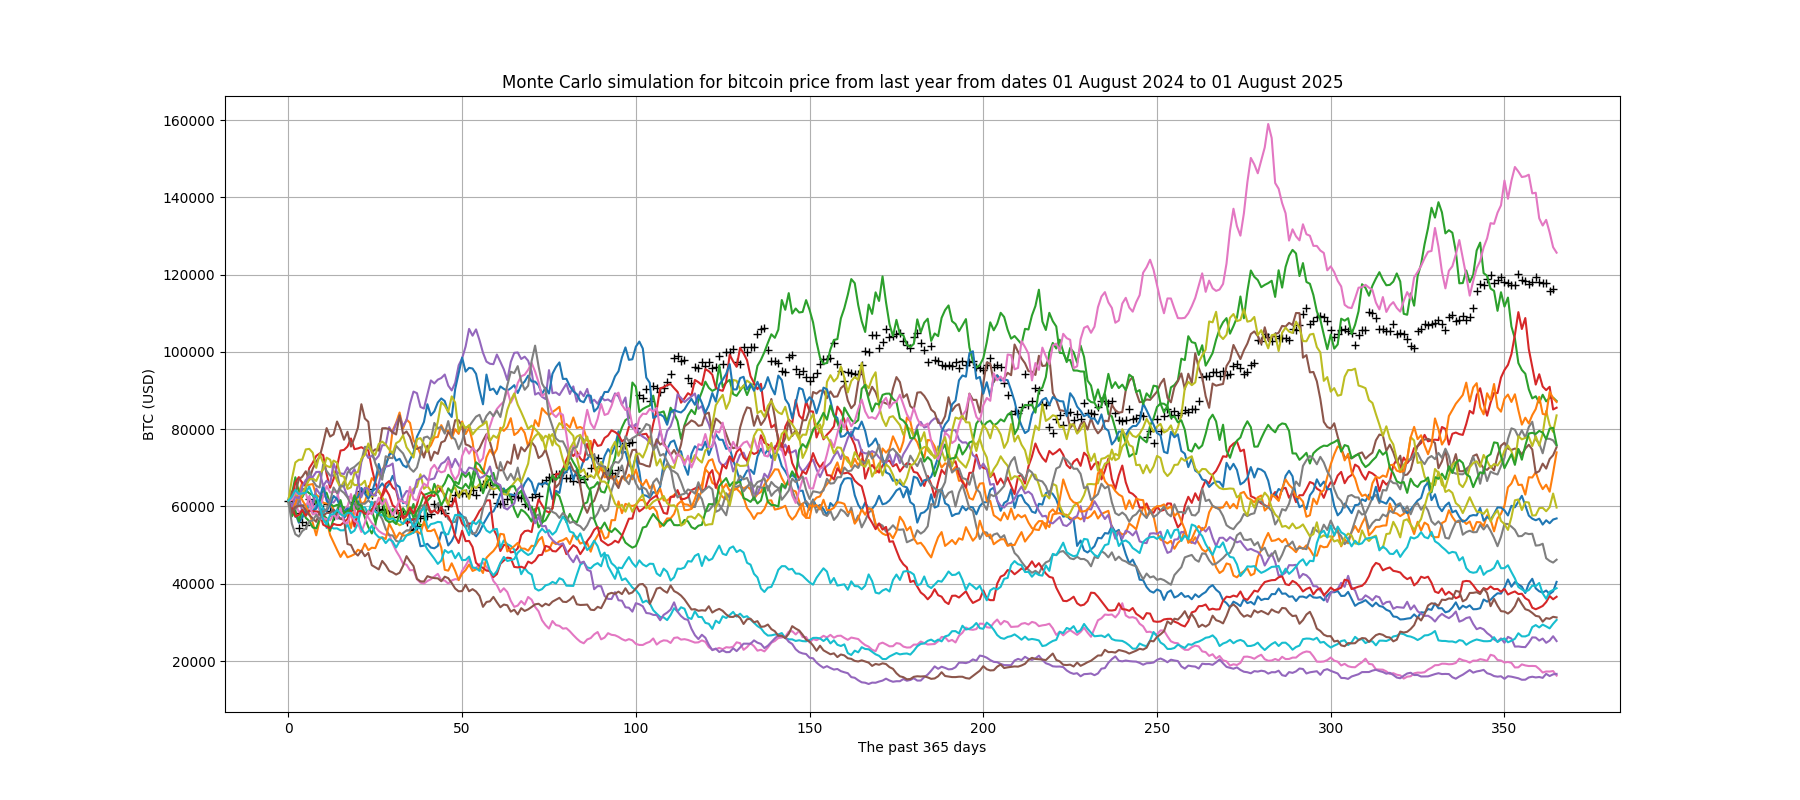 Monte Carlo simulation for bitcoin price from last year from dates 01 August 2024 to 01 August 2025
160000
140000
120000
100000
80000
60000
40000
20000
BTC (USD)
0 50 100 150 200 250 300 350
The past 365 days